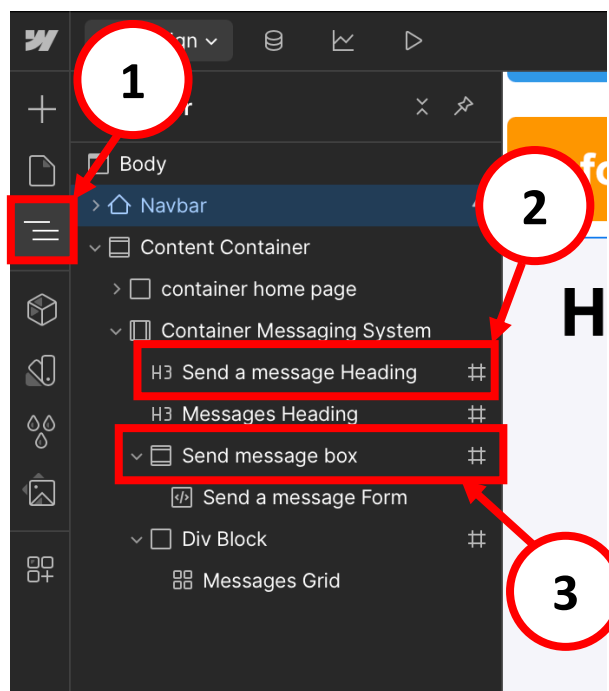 1
Body
Navbar
2
Content Container
container home page
H
Container Messaging System
H3 Send a message Heading
H3 Messages Heading
Send message box
Send a message Form
Div Block
Messages Grid
3